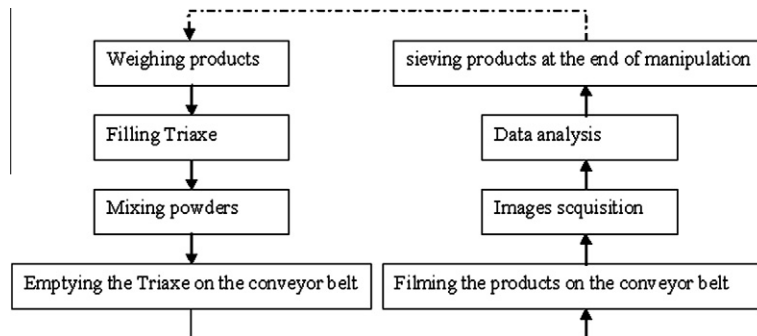 Weighing products
Filling Triaxe
Mixing powders
Emptying the Triaxe on the conveyor belt
sieving products at the end of manipulation
Data analysis
Images scquisition
Filming the products on the conveyor belt